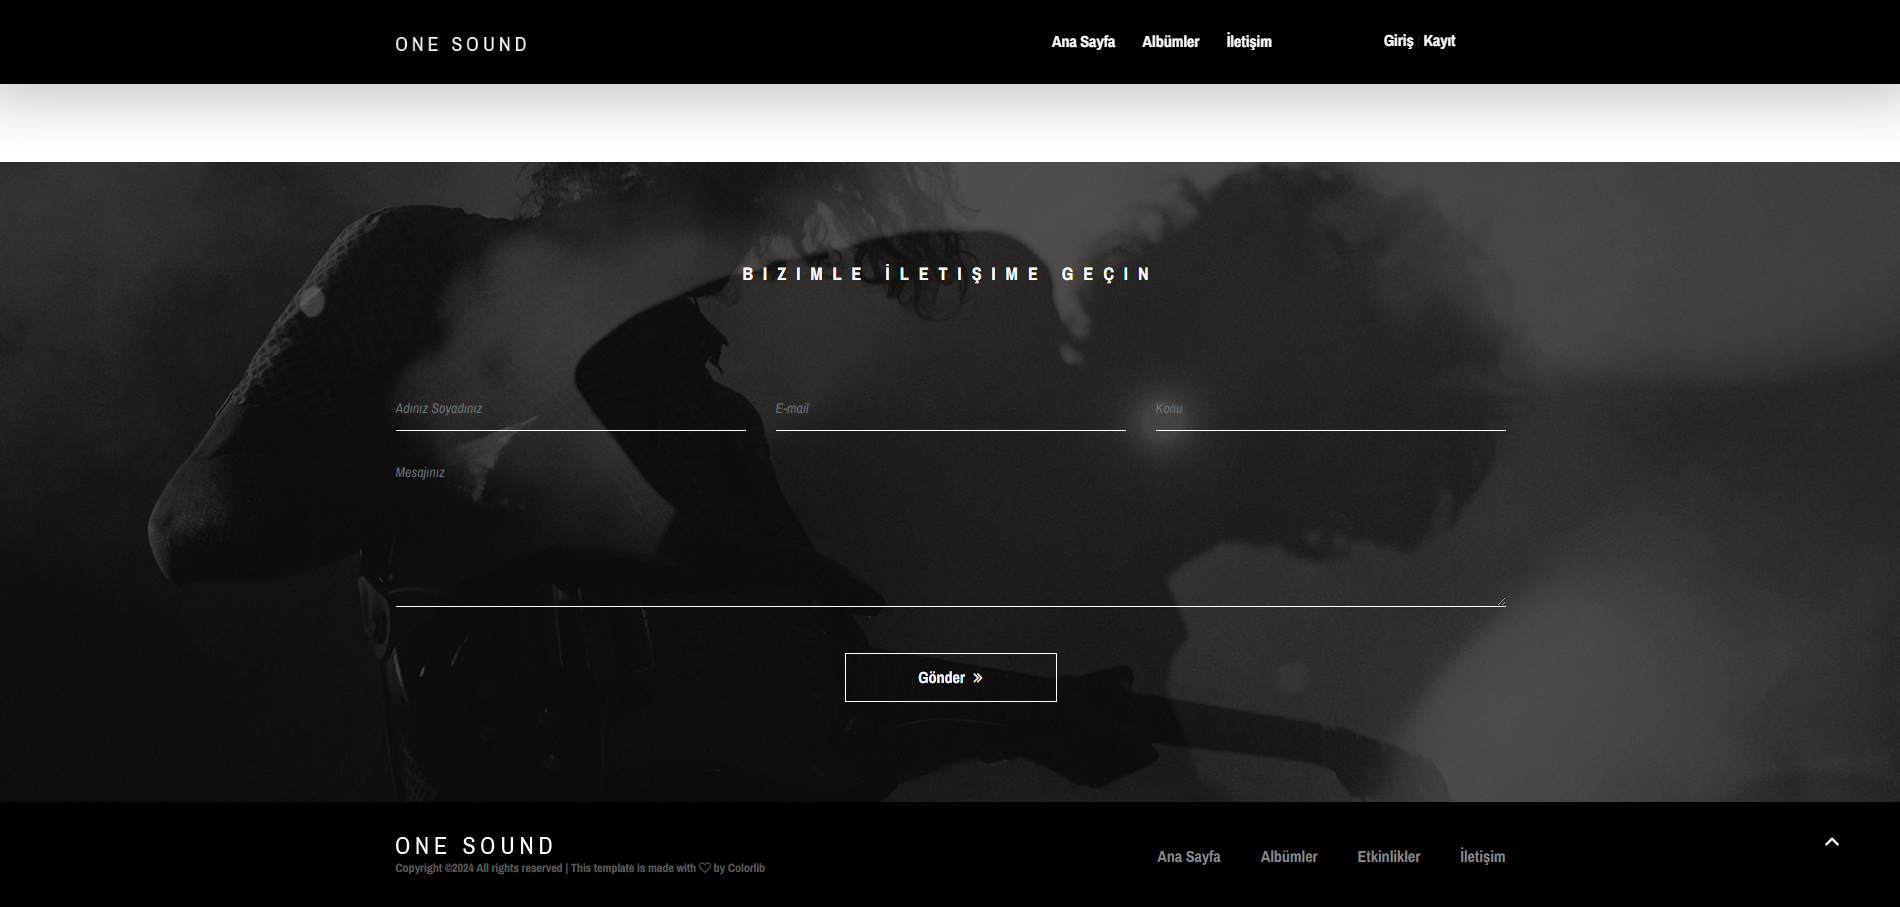 ONE SOUND
Ana Sayfa Albümler İletişim Giriş / Kayıt
BIZIMLE İLETIŞIME GEÇIN
Adınız Soyadınız E-mail Konu
Mesajınız
Gönder »
ONE SOUND
Copyright ©2024 All rights reserved | This template is made with ♡ by Colorlib
Ana Sayfa Albümler Etkinlikler İletişim